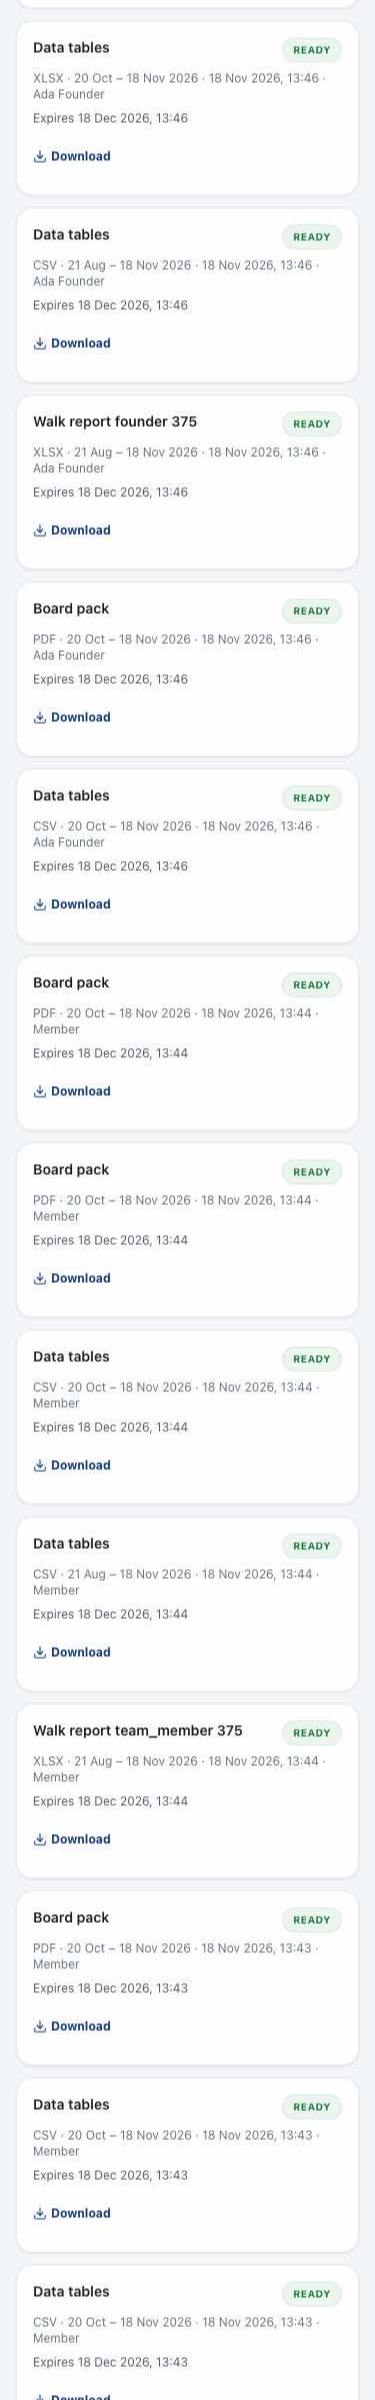 Data tables
READY
XLSX · 20 Oct – 18 Nov 2026 · 18 Nov 2026, 13:46 ·
Ada Founder
Expires 18 Dec 2026, 13:46
Download
Data tables
READY
CSV · 21 Aug – 18 Nov 2026 · 18 Nov 2026, 13:46 ·
Ada Founder
Expires 18 Dec 2026, 13:46
Download
Walk report founder 375
READY
XLSX · 21 Aug – 18 Nov 2026 · 18 Nov 2026, 13:46 ·
Ada Founder
Expires 18 Dec 2026, 13:46
Download
Board pack
READY
PDF · 20 Oct – 18 Nov 2026 · 18 Nov 2026, 13:46 ·
Ada Founder
Expires 18 Dec 2026, 13:46
Download
Data tables
READY
CSV · 20 Oct – 18 Nov 2026 · 18 Nov 2026, 13:46 ·
Ada Founder
Expires 18 Dec 2026, 13:46
Download
Board pack
READY
PDF · 20 Oct – 18 Nov 2026 · 18 Nov 2026, 13:44 ·
Member
Expires 18 Dec 2026, 13:44
Download
Board pack
READY
PDF · 20 Oct – 18 Nov 2026 · 18 Nov 2026, 13:44 ·
Member
Expires 18 Dec 2026, 13:44
Download
Data tables
READY
CSV · 20 Oct – 18 Nov 2026 · 18 Nov 2026, 13:44 ·
Member
Expires 18 Dec 2026, 13:44
Download
Data tables
READY
CSV · 21 Aug – 18 Nov 2026 · 18 Nov 2026, 13:44 ·
Member
Expires 18 Dec 2026, 13:44
Download
Walk report team_member 375
READY
XLSX · 21 Aug – 18 Nov 2026 · 18 Nov 2026, 13:44 ·
Member
Expires 18 Dec 2026, 13:44
Download
Board pack
READY
PDF · 20 Oct – 18 Nov 2026 · 18 Nov 2026, 13:43 ·
Member
Expires 18 Dec 2026, 13:43
Download
Data tables
READY
CSV · 20 Oct – 18 Nov 2026 · 18 Nov 2026, 13:43 ·
Member
Expires 18 Dec 2026, 13:43
Download
Data tables
READY
CSV · 20 Oct – 18 Nov 2026 · 18 Nov 2026, 13:43 ·
Member
Expires 18 Dec 2026, 13:43
Download